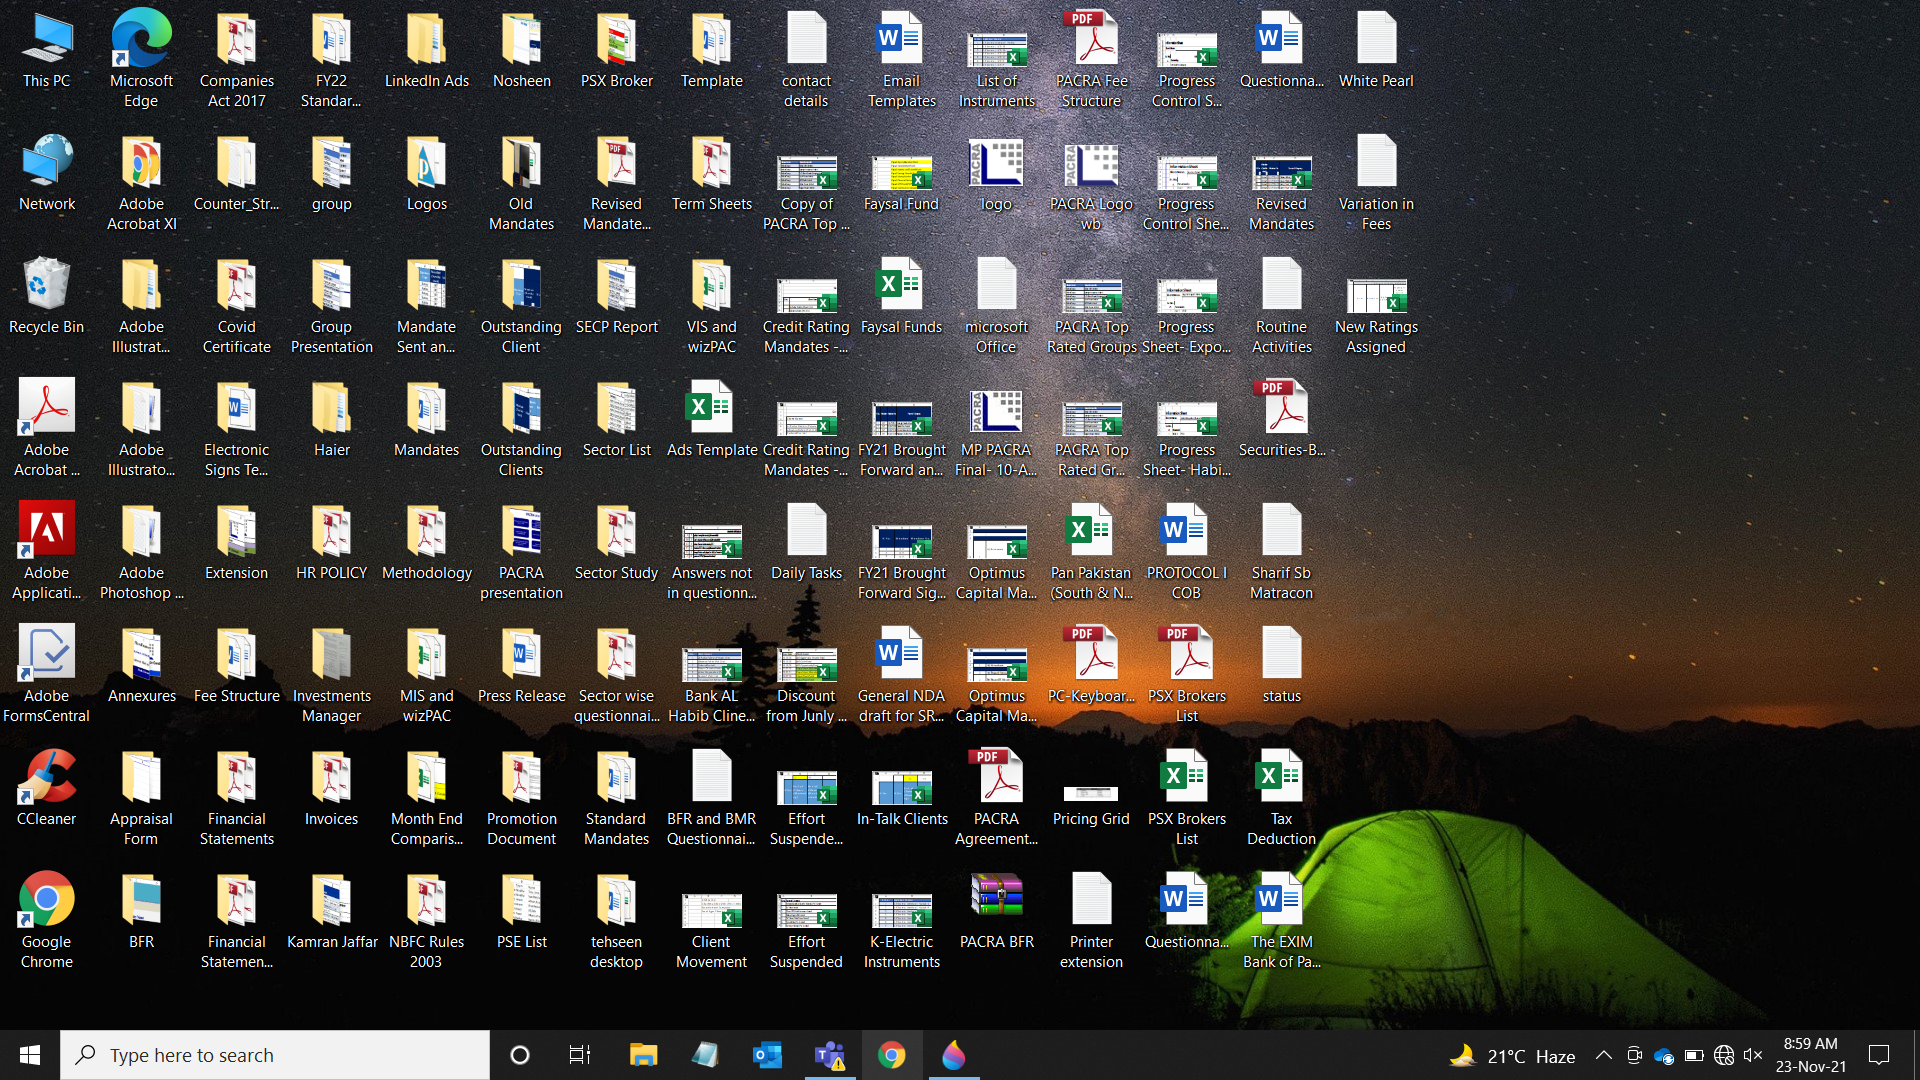 This PC
Microsoft
Edge
Companies
Act 2017
FY22
Standar...
LinkedIn Ads
Nosheen
PSX Broker
Template
contact
details
Email
Templates
List of
Instruments
PACRA Fee
Structure
Progress
Control S...
Questionna...
White Pearl
Network
Adobe
Acrobat XI
Counter_Str...
group
Logos
Old
Mandates
Revised
Mandate...
Term Sheets
Copy of
PACRA Top ...
Faysal Fund
logo
PACRA Logo
wb
Progress
Control She...
Revised
Mandates
Variation in
Fees
Recycle Bin
Adobe
Illustrat...
Covid
Certificate
Group
Presentation
Mandate
Sent an...
Outstanding
Client
SECP Report
VIS and
wizPAC
Credit Rating
Mandates -...
Faysal Funds
microsoft
Office
PACRA Top
Rated Groups
Progress
Sheet- Expo...
Routine
Activities
New Ratings
Assigned
Adobe
Acrobat ...
Adobe
Illustrato...
Electronic
Signs Te...
Haier
Mandates
Outstanding
Clients
Sector List
Ads Template
Credit Rating
Mandates -...
FY21 Brought
Forward an...
MP PACRA
Final- 10-A...
PACRA Top
Rated Gr...
Progress
Sheet- Habi...
Securities-B...
Adobe
Applicati...
Adobe
Photoshop ...
Extension
HR POLICY
Methodology
PACRA
presentation
Sector Study
Answers not
in questionn...
Daily Tasks
FY21 Brought
Forward Sig...
Optimus
Capital Ma...
Pan Pakistan
(South & N...
PROTOCOL I
COB
Sharif Sb
Matracon
Adobe
FormsCentral
Annexures
Fee Structure
Investments
Manager
MIS and
wizPAC
Press Release
Sector wise
questionnai...
Bank AL
Habib Cline...
Discount
from Junly ...
General NDA
draft for SR...
Optimus
Capital Ma...
PC-Keyboar...
PSX Brokers
List
status
CCleaner
Appraisal
Form
Financial
Statements
Invoices
Month End
Comparis...
Promotion
Document
Standard
Mandates
BFR and BMR
Questionnai...
Effort
Suspende...
In-Talk Clients
PACRA
Agreement...
Pricing Grid
PSX Brokers
List
Tax
Deduction
Google
Chrome
BFR
Financial
Statemen...
Kamran Jaffar
NBFC Rules
2003
PSE List
tehseen
desktop
Client
Movement
Effort
Suspended
K-Electric
Instruments
PACRA BFR
Printer
extension
Questionna...
The EXIM
Bank of Pa...
Type here to search
21°C Haze
8:59 AM
23-Nov-21